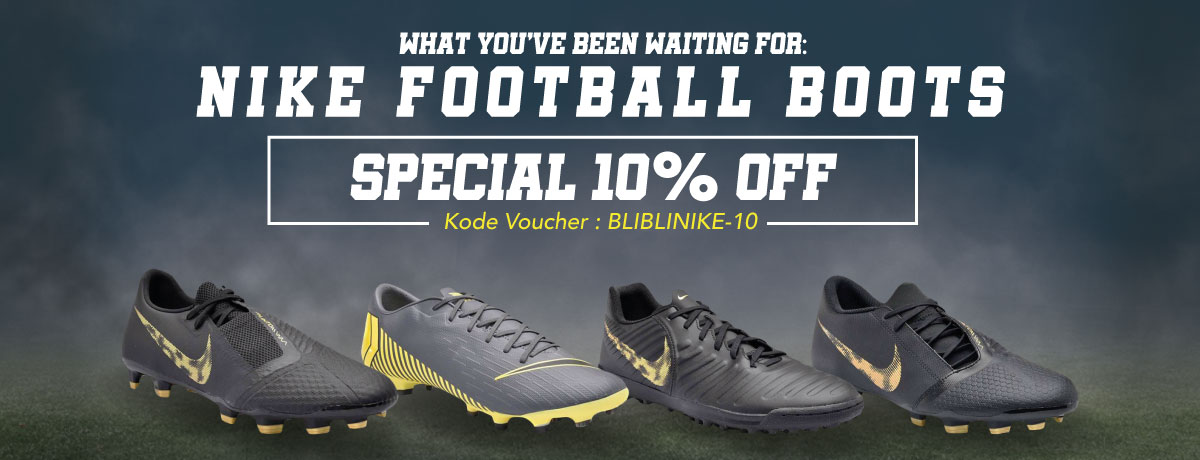 WHAT YOU'VE BEEN WAITING FOR:
NIKE FOOTBALL BOOTS
SPECIAL 10% OFF
Kode Voucher : BLIBLINIKE-10